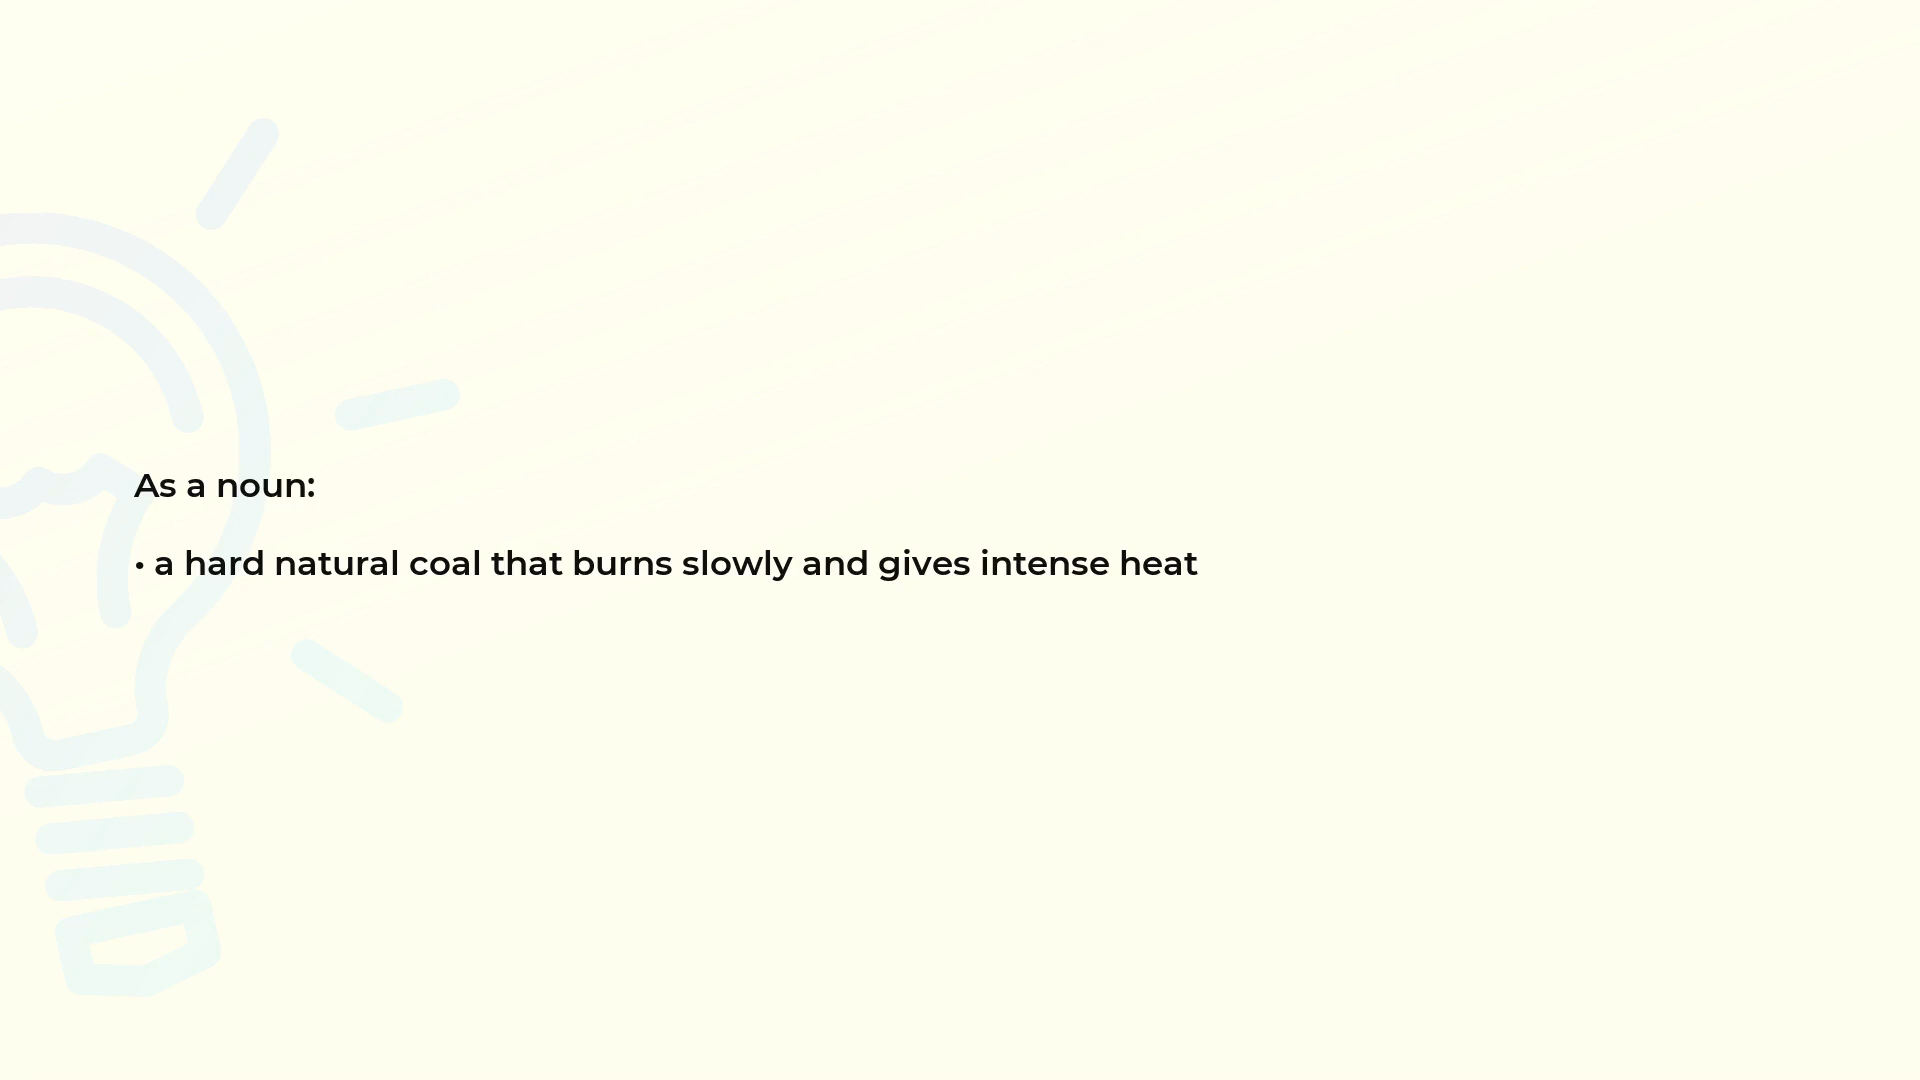 As a noun:
• a hard natural coal that burns slowly and gives intense heat